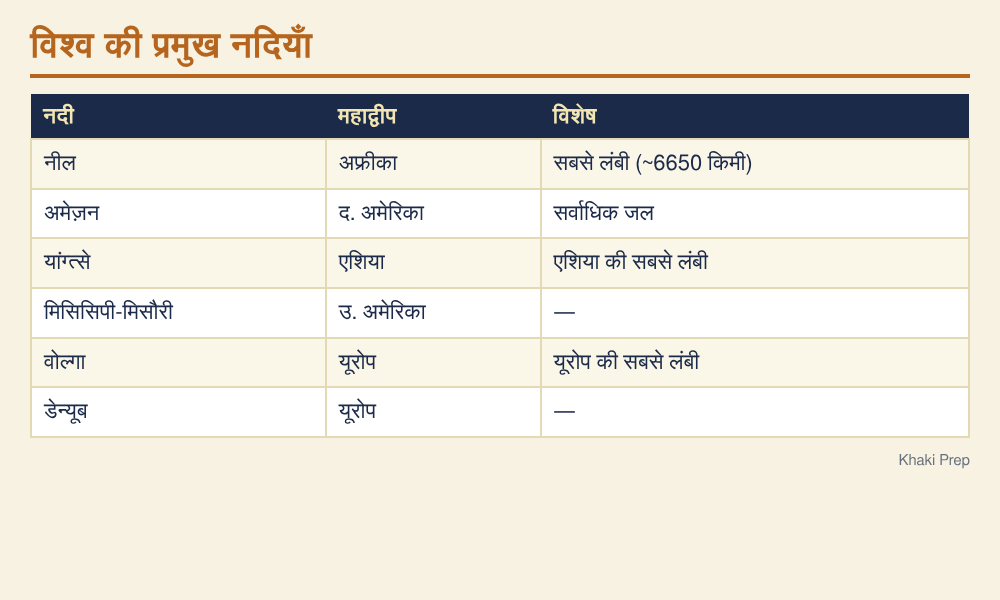 विश्व की प्रमुख नदियाँ
नदी महाद्वीप विशेष
नील अफ्रीका सबसे लंबी (~6650 किमी)
अमेज़न द. अमेरिका सर्वाधिक जल
यांग्त्से एशिया एशिया की सबसे लंबी
मिसिसिपी-मिसौरी उ. अमेरिका —
वोल्गा यूरोप यूरोप की सबसे लंबी
डेन्यूब यूरोप —
Khaki Prep